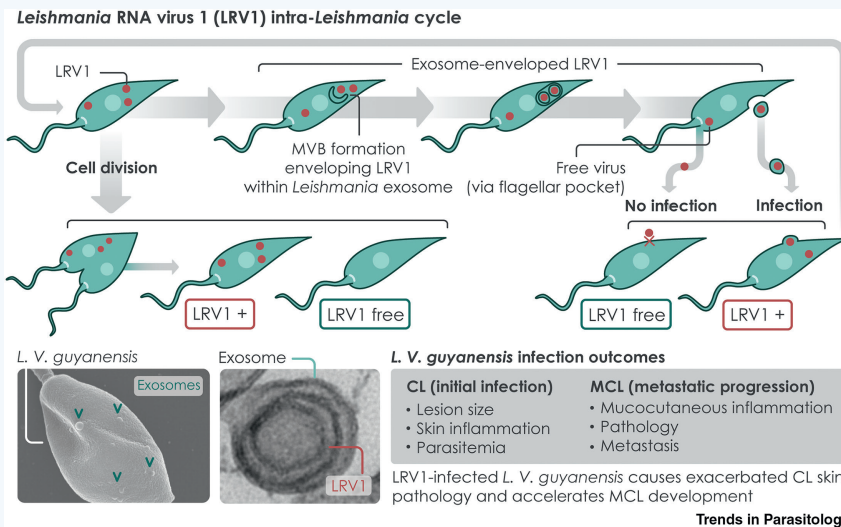 Leishmania RNA virus 1 (LRV1) intra-Leishmania cycle
LRV1
Exosome-enveloped LRV1
MVB formation
enveloping LRV1
within Leishmania exosome
Free virus
(via flagellar pocket)
Cell division
No infection
Infection
LRV1 +
LRV1 free
LRV1 free
LRV1 +
L. V. guyanensis
Exosomes
Exosome
LRV1
L. V. guyanensis infection outcomes
CL (initial infection)
• Lesion size
• Skin inflammation
• Parasitemia
MCL (metastatic progression)
• Mucocutaneous inflammation
• Pathology
• Metastasis
LRV1-infected L. V. guyanensis causes exacerbated CL skin
pathology and accelerates MCL development
Trends in Parasitolog